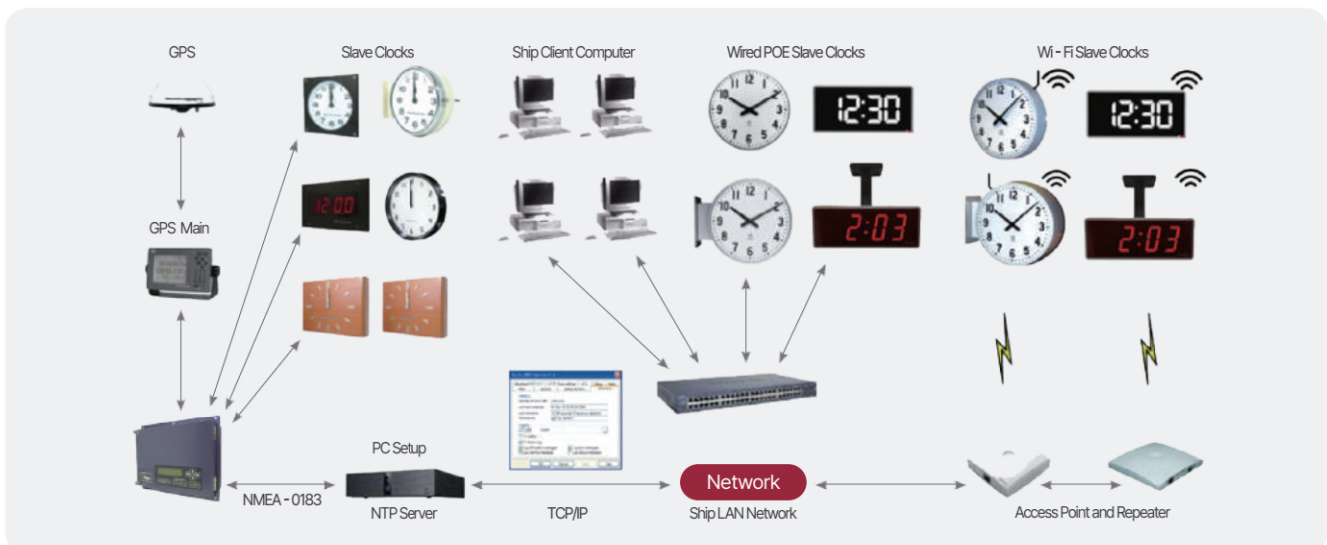 GPS
Slave Clocks
Ship Client Computer
Wired POE Slave Clocks
Wi - Fi Slave Clocks
12:30
12:30
GPS Main
12:00
2:03
2:03
PC Setup
Network
NMEA - 0183
NTP Server
TCP/IP
Ship LAN Network
Access Point and Repeater